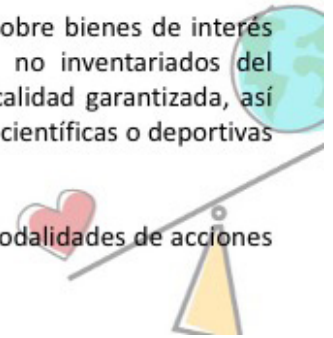 obre bienes de interés
no inventariados del
calidad garantizada, así
científicas o deportivas
odalidades de acciones